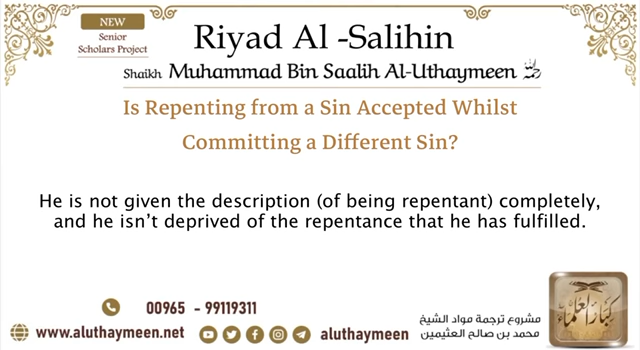 NEW
Senior
Scholars Project
Riyad Al -Salihin
Shaikh Muhammad Bin Saalih Al-Uthaymeen رحمه الله
Is Repenting from a Sin Accepted Whilst
Committing a Different Sin?
He is not given the description (of being repentant) completely,
and he isn't deprived of the repentance that he has fulfilled.
00965 - 99119311
www.aluthaymeen.net
aluthaymeen
مشروع ترجمة مواد الشيخ
محمد بن صالح العثيمين
كبار العلماء